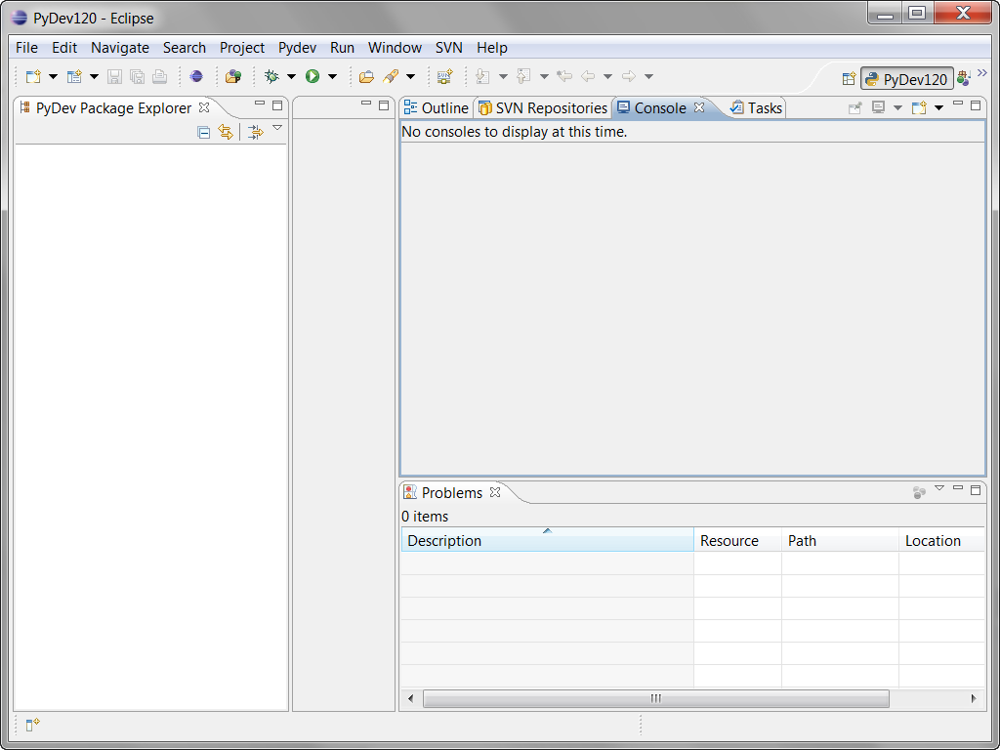 PyDev120 - Eclipse
File Edit Navigate Search Project Pydev Run Window SVN Help
PyDev120
PyDev Package Explorer
Outline SVN Repositories Console Tasks
No consoles to display at this time.
Problems
0 items
Description Resource Path Location